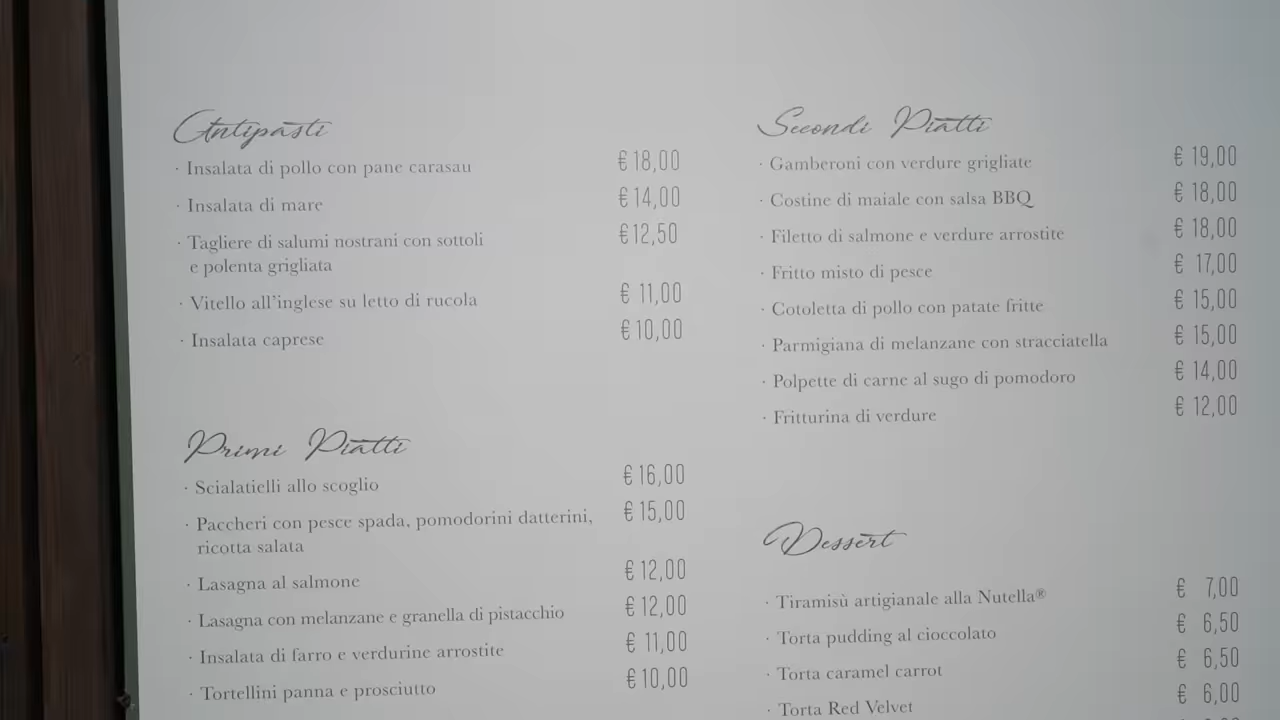 Antipasti
· Insalata di pollo con pane carasau € 18,00
· Insalata di mare € 14,00
· Tagliere di salumi nostrani con sottoli € 12,50
e polenta grigliata
· Vitello all'inglese su letto di rucola € 11,00
· Insalata caprese € 10,00
Primi Piatti
· Scialatielli allo scoglio € 16,00
· Paccheri con pesce spada, pomodorini datterini, € 15,00
ricotta salata
· Lasagna al salmone € 12,00
· Lasagna con melanzane e granella di pistacchio € 12,00
· Insalata di farro e verdurine arrostite € 11,00
· Tortellini panna e prosciutto € 10,00
Secondi Piatti
· Gamberoni con verdure grigliate € 19,00
· Costine di maiale con salsa BBQ € 18,00
· Filetto di salmone e verdure arrostite € 18,00
· Fritto misto di pesce € 17,00
· Cotoletta di pollo con patate fritte € 15,00
· Parmigiana di melanzane con stracciatella € 15,00
· Polpette di carne al sugo di pomodoro € 14,00
· Fritturina di verdure € 12,00
Dessert
· Tiramisù artigianale alla Nutella® € 7,00
· Torta pudding al cioccolato € 6,50
· Torta caramel carrot € 6,50
· Torta Red Velvet € 6,00